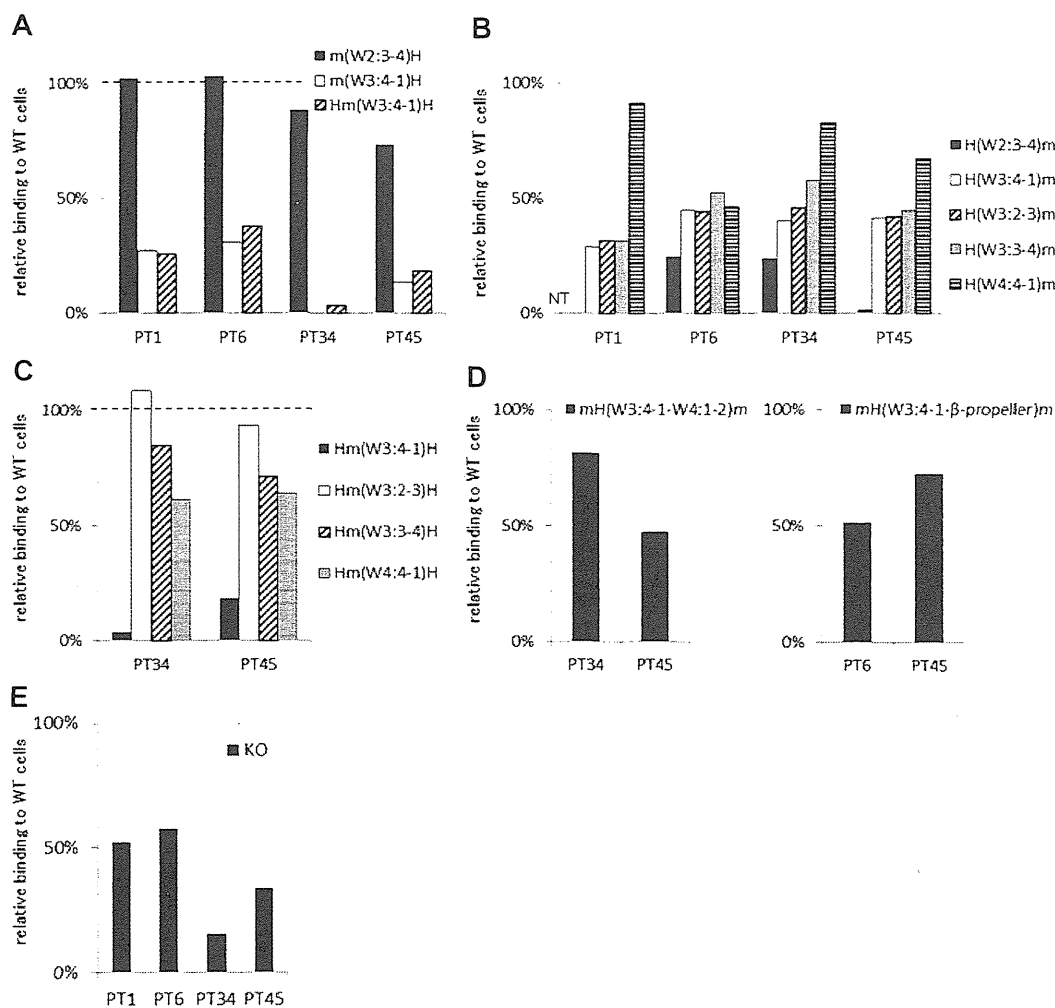 A
relative binding to WT cells
100%
50%
0%
m(W2:3-4)H
m(W3:4-1)H
Hm(W3:4-1)H
PT1 PT6 PT34 PT45
B
relative binding to WT cells
100%
50%
0%
NT
H(W2:3-4)m
H(W3:4-1)m
H(W3:2-3)m
H(W3:3-4)m
H(W4:4-1)m
PT1 PT6 PT34 PT45
C
relative binding to WT cells
100%
50%
0%
Hm(W3:4-1)H
Hm(W3:2-3)H
Hm(W3:3-4)H
Hm(W4:4-1)H
PT34 PT45
D
relative binding to WT cells
100%
50%
0%
mH(W3:4-1-W4:1-2)m
PT34 PT45
100%
50%
0%
mH(W3:4-1-β-propeller)m
PT6 PT45
E
relative binding to WT cells
100%
50%
0%
KO
PT1 PT6 PT34 PT45